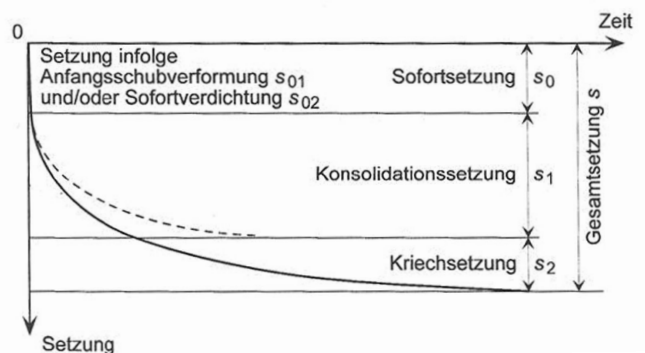 Zeit
0
Setzung infolge
Anfangsschubverformung s01
und/oder Sofortverdichtung s02
Sofortsetzung s0
Konsolidationssetzung s1
Kriechsetzung s2
Gesamtsetzung s
Setzung